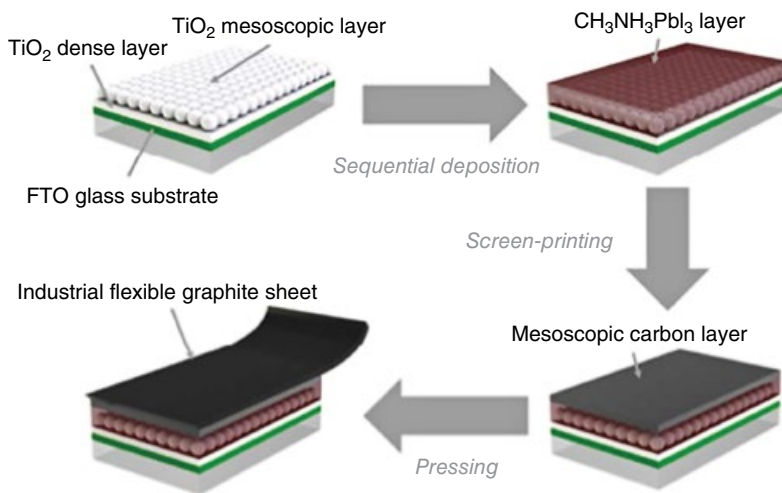 TiO2 mesoscopic layer
CH3NH3PbI3 layer
TiO2 dense layer
Sequential deposition
FTO glass substrate
Screen-printing
Industrial flexible graphite sheet
Mesoscopic carbon layer
Pressing